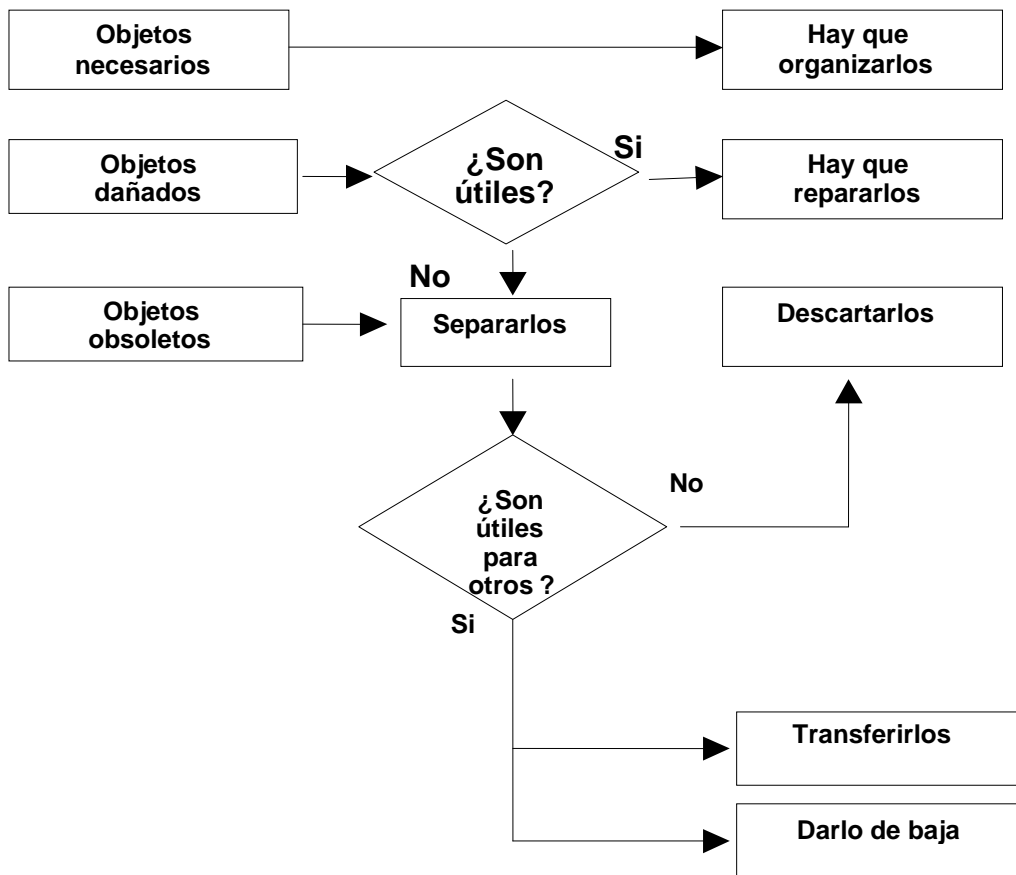 Objetos
necesarios
Hay que
organizarlos
Objetos
dañados
¿Son
útiles?
Si
Hay que
repararlos
No
Objetos
obsoletos
Separarlos
Descartarlos
¿Son
útiles
para
otros ?
No
Si
Transferirlos
Darlo de baja